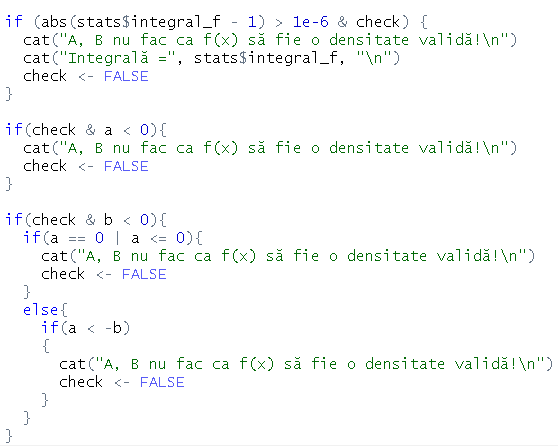 if (abs(stats$integral_f - 1) > 1e-6 & check) {
  cat("A, B nu fac ca f(x) să fie o densitate validă!\n")
  cat("Integrală =", stats$integral_f, "\n")
  check <- FALSE
}

if(check & a < 0){
  cat("A, B nu fac ca f(x) să fie o densitate validă!\n")
  check <- FALSE
}

if(check & b < 0){
  if(a == 0 | a <= 0){
    cat("A, B nu fac ca f(x) să fie o densitate validă!\n")
    check <- FALSE
  }
  else{
    if(a < -b)
    {
      cat("A, B nu fac ca f(x) să fie o densitate validă!\n")
      check <- FALSE
    }
  }
}